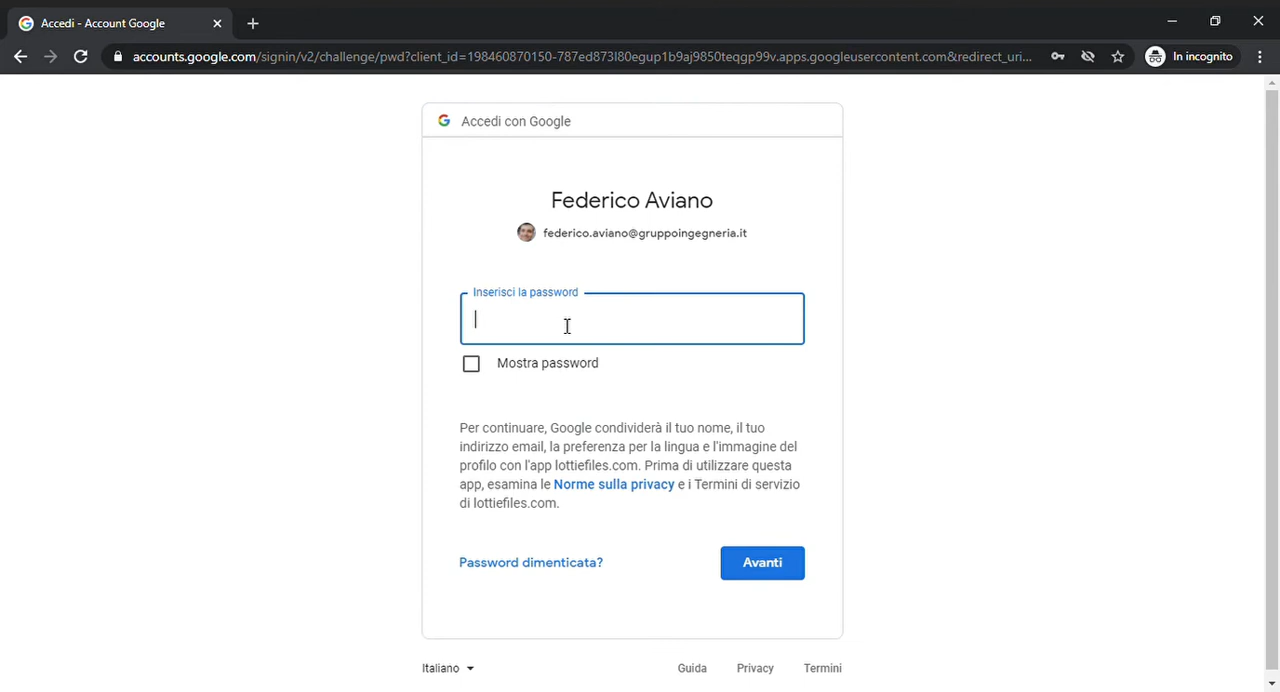 Accedi - Account Google
accounts.google.com/signin/v2/challenge/pwd?client_id=198460870150-787ed873l80egup1b9aj9850teqgp99v.apps.googleusercontent.com&redirect_uri...
In incognito
Accedi con Google
Federico Aviano
federico.aviano@gruppoingegneria.it
Inserisci la password
Mostra password
Per continuare, Google condividerà il tuo nome, il tuo
indirizzo email, la preferenza per la lingua e l'immagine del
profilo con l'app lottiefiles.com. Prima di utilizzare questa
app, esamina le Norme sulla privacy e i Termini di servizio
di lottiefiles.com.
Password dimenticata?
Avanti
Italiano
Guida
Privacy
Termini